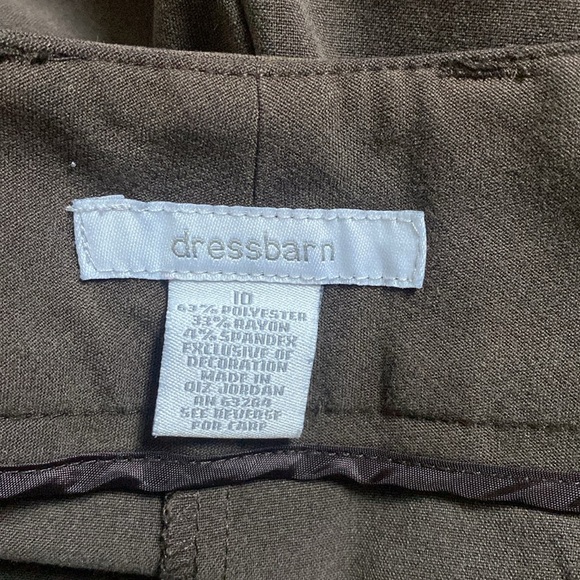 dressbarn
10
63% POLYESTER
33% RAYON
4% SPANDEX
EXCLUSIVE OF
DECORATION
MADE IN
QIZ JORDAN
RN 63284
SEE REVERSE
FOR CARE